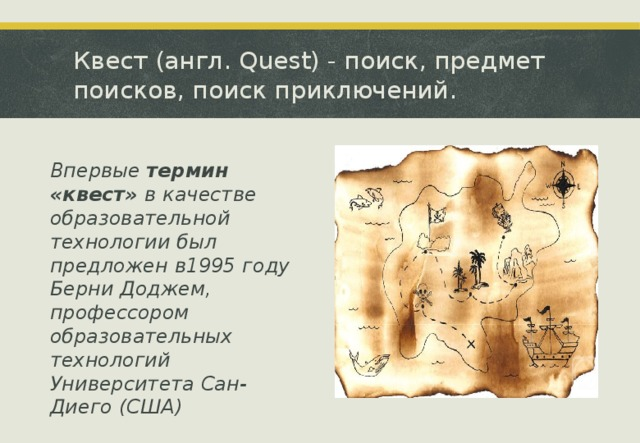 Квест (англ. Quest) - поиск, предмет
поисков, поиск приключений.
Впервые термин
«квест» в качестве
образовательной
технологии был
предложен в1995 году
Берни Доджем,
профессором
образовательных
технологий
Университета Сан-
Диего (США)
N